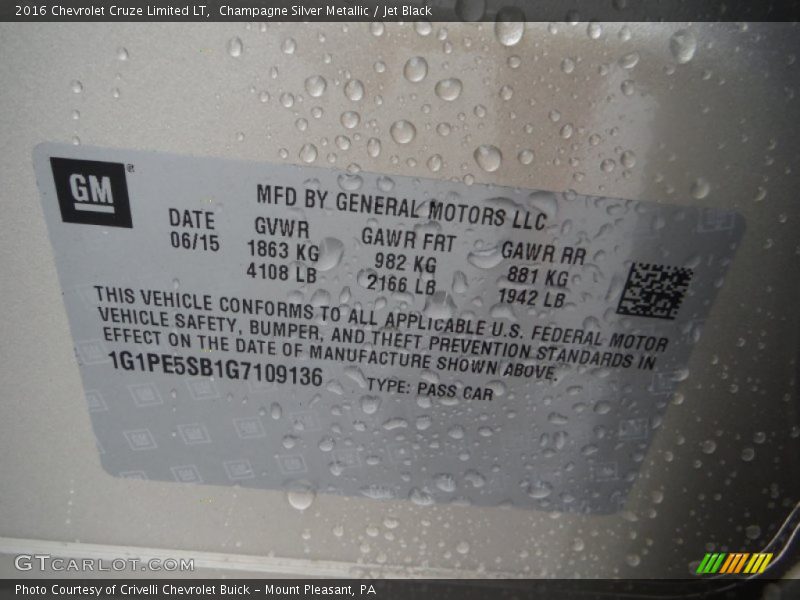 2016 Chevrolet Cruze Limited LT,  Champagne Silver Metallic / Jet Black
GM
MFD BY GENERAL MOTORS LLC
DATE GVWR GAWR FRT GAWR RR
06/15 1863 KG 982 KG 881 KG
4108 LB 2166 LB 1942 LB
THIS VEHICLE CONFORMS TO ALL APPLICABLE U.S. FEDERAL MOTOR
VEHICLE SAFETY, BUMPER, AND THEFT PREVENTION STANDARDS IN
EFFECT ON THE DATE OF MANUFACTURE SHOWN ABOVE.
1G1PE5SB1G7109136 TYPE: PASS CAR
GTCARLOT.COM
Photo Courtesy of Crivelli Chevrolet Buick – Mount Pleasant, PA